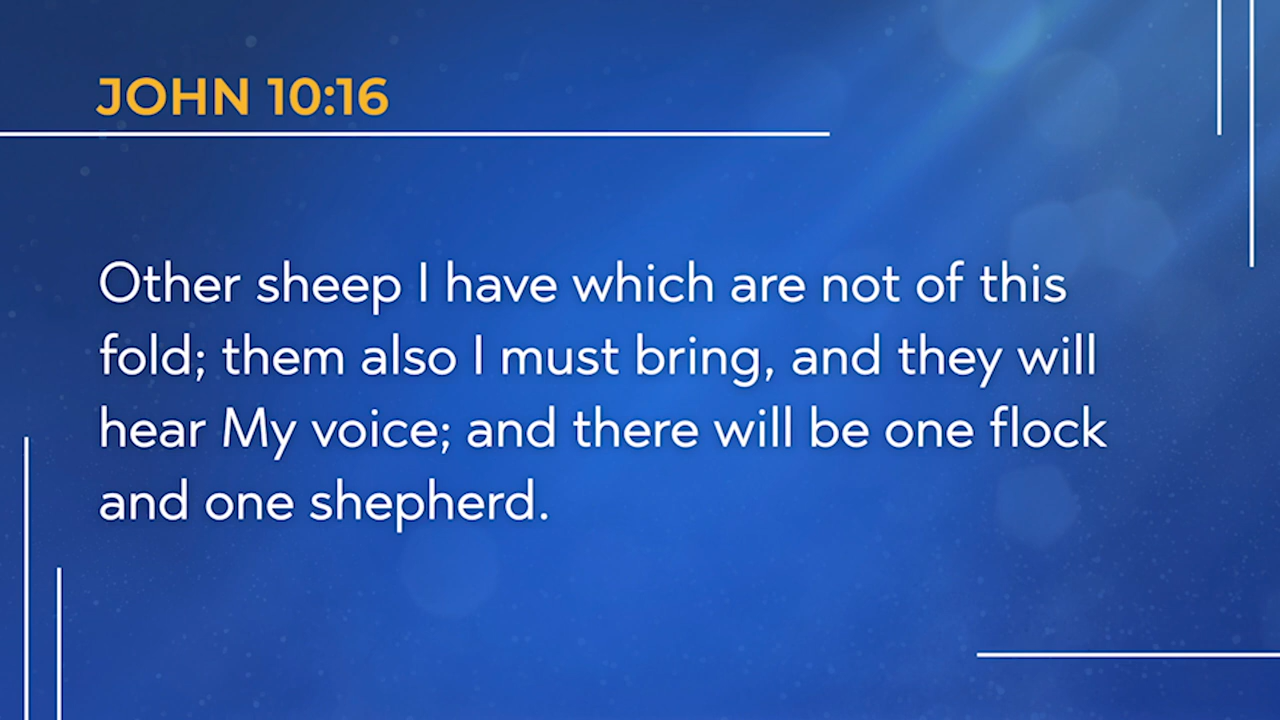 JOHN 10:16
Other sheep I have which are not of this
fold; them also I must bring, and they will
hear My voice; and there will be one flock
and one shepherd.